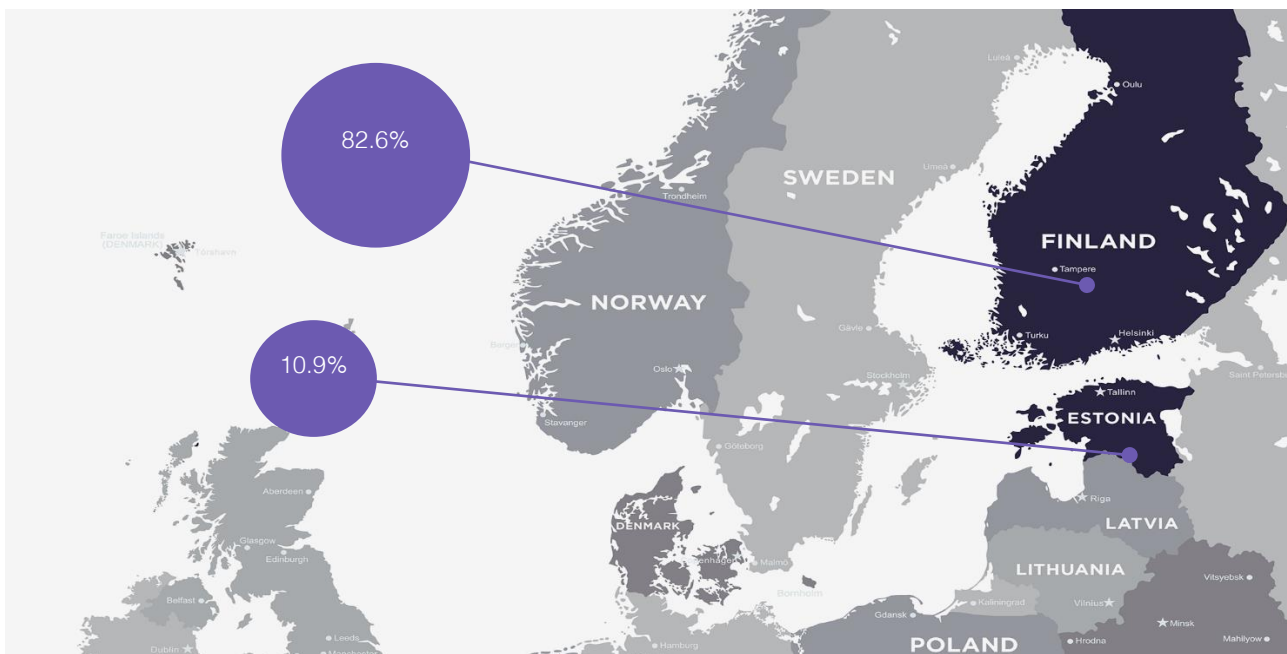 Luleå
Oulu
82.6%
Umeå
SWEDEN
Trondheim
Faroe Islands
(DENMARK)
Tórshavn
FINLAND
Tampere
NORWAY
Gävle
Turku
Helsinki
Bergen
10.9%
Oslo
Stockholm
Saint Petersb
Tallinn
ESTONIA
Stavanger
Göteborg
Aberdeen
Riga
LATVIA
DENMARK
Glasgow
Edinburgh
Malmö
LITHUANIA
Vitsyebsk
Bornholm
Belfast
Kaliningrad
Vilnius
Gdansk
Minsk
Leeds
Hamburg
POLAND
Hrodna
Mahilyow
Dublin